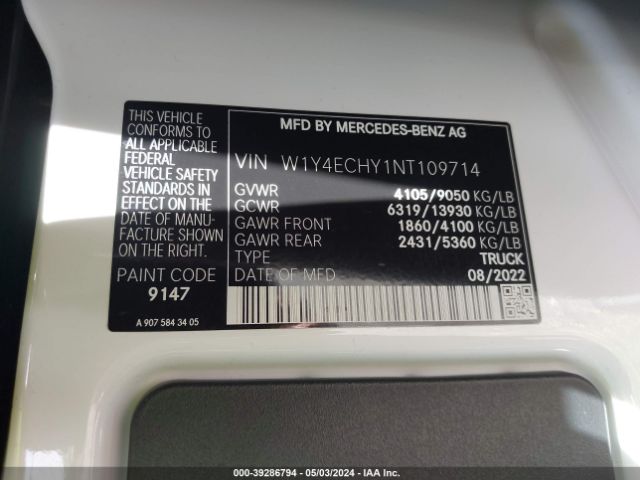 THIS VEHICLE
CONFORMS TO
ALL APPLICABLE
FEDERAL
VEHICLE SAFETY
STANDARDS IN
EFFECT ON THE
DATE OF MANU-
FACTURE SHOWN
ON THE RIGHT.
PAINT CODE
9147
A 907 584 34 05
MFD BY MERCEDES-BENZ AG
VIN W1Y4ECHY1NT109714
GVWR 4105/9050 KG/LB
GCWR 6319/13930 KG/LB
GAWR FRONT 1860/4100 KG/LB
GAWR REAR 2431/5360 KG/LB
TYPE TRUCK
DATE OF MFD 08/2022
000-39286794 - 05/03/2024 - IAA Inc.